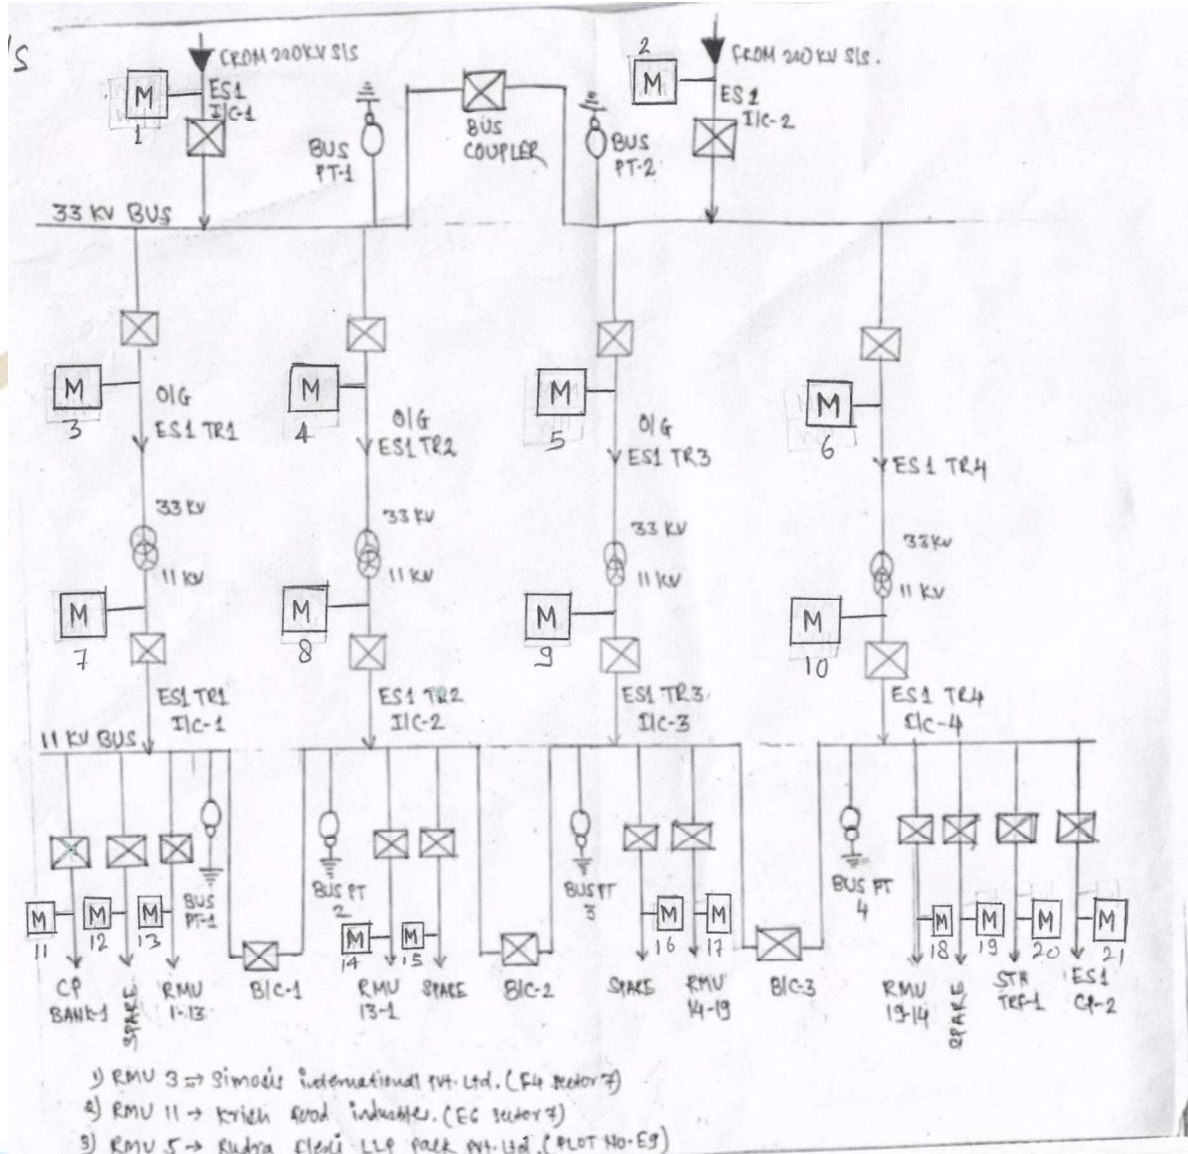 S
FROM 220KV S/S
ES1
I/C-1
M
1
BUS
PT-1
BUS
COUPLER
2
M
FROM 220 KV S/S.
ES1
I/C-2
BUS
PT-2
33 KV BUS
M
3
O/G
ES1 TR1
M
4
O/G
ES1 TR2
M
5
O/G
ES1 TR3
M
6
ES1 TR4
33 KV
11 KV
33 KV
11 KV
33 KV
11 KV
33KV
11 KV
M
7
M
8
M
9
M
10
ES1 TR1
I/C-1
ES1 TR2
I/C-2
ES1 TR3
I/C-3
ES1 TR4
I/C-4
11 KV BUS
M
11
M
12
M
13
BUS
PT-1
BUS PT
2
M
14
M
15
BUS PT
3
M
16
M
17
BUS PT
4
M
18
M
19
M
20
M
21
CP
BANK-1
SPARE
RMU
1-13
B/C-1
RMU
13-1
SPARE
B/C-2
SPARE
RMU
14-19
B/C-3
RMU
19-14
SPARE
STN
TRF-1
ES1
CP-2
1) RMU 3 → Simosis international Pvt. Ltd. (E4 Sector 7)
2) RMU 11 → Krish food industries. (E6 Sector 7)
3) RMU 5 → Rudra Flexi LLP Pack Pvt. Ltd. (PLOT NO-E9)